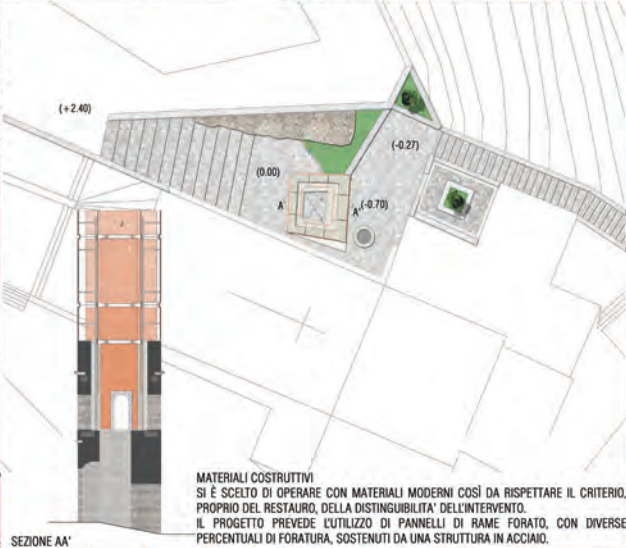 (+2.40)
(-0.27)
(0.00)
A'
A''
(-0.70)
MATERIALI COSTRUTTIVI
SI È SCELTO DI OPERARE CON MATERIALI MODERNI COSÌ DA RISPETTARE IL CRITERIO,
PROPRIO DEL RESTAURO, DELLA DISTINGUIBILITA' DELL'INTERVENTO.
IL PROGETTO PREVEDE L'UTILIZZO DI PANNELLI DI RAME FORATO, CON DIVERSE
PERCENTUALI DI FORATURA, SOSTENUTI DA UNA STRUTTURA IN ACCIAIO.
SEZIONE AA'